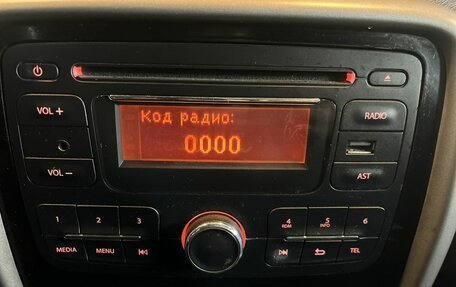 VOL +
VOL −
Код радио:
0000
RADIO
AST
1 2 3
MEDIA MENU
4 RDM 5 INFO 6
TEL